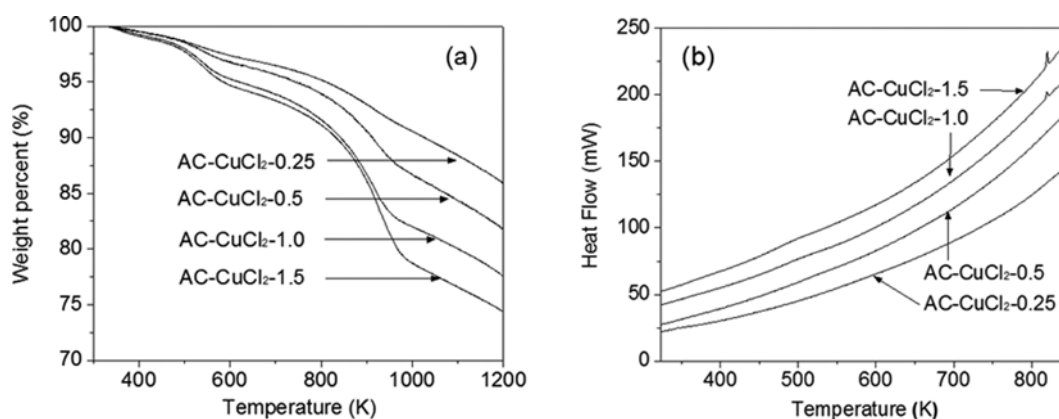 (a)
Weight percent (%)
100
95
90
85
80
75
70
AC-CuCl₂-0.25
AC-CuCl₂-0.5
AC-CuCl₂-1.0
AC-CuCl₂-1.5
400 600 800 1000 1200
Temperature (K)
(b)
Heat Flow (mW)
250
200
150
100
50
0
AC-CuCl₂-1.5
AC-CuCl₂-1.0
AC-CuCl₂-0.5
AC-CuCl₂-0.25
400 500 600 700 800
Temperature (K)